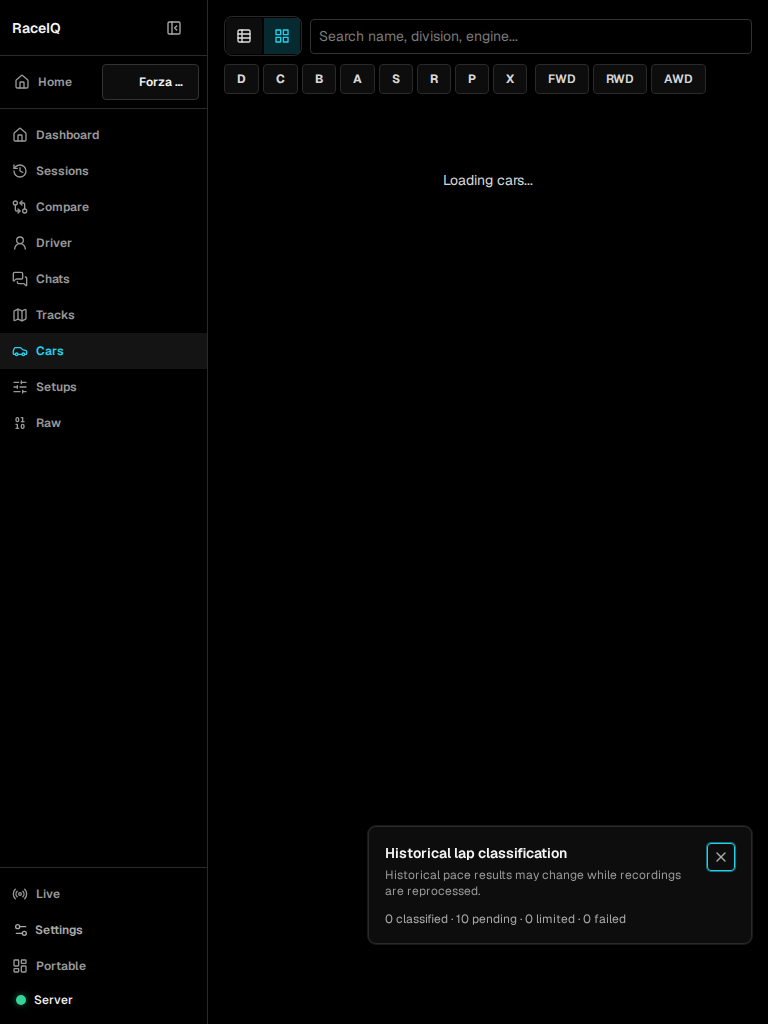 RaceIQ
Home
Forza ...
Dashboard
Sessions
Compare
Driver
Chats
Tracks
Cars
Setups
Raw
Live
Settings
Portable
Server
Search name, division, engine...
D C B A S R P X FWD RWD AWD
Loading cars...
Historical lap classification
Historical pace results may change while recordings
are reprocessed.
0 classified · 10 pending · 0 limited · 0 failed